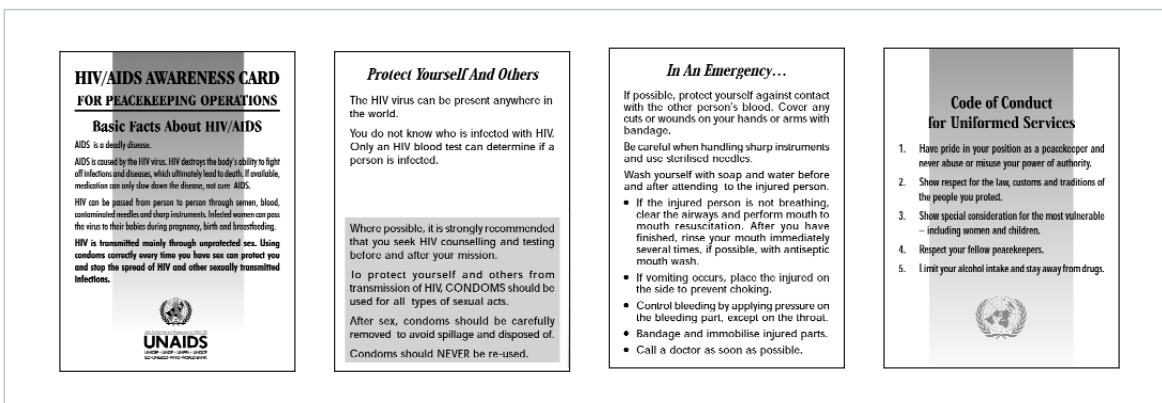 HIV/AIDS AWARENESS CARD
FOR PEACEKEEPING OPERATIONS
Basic Facts About HIV/AIDS
AIDS is a deadly disease.
AIDS is caused by the HIV virus. HIV destroys the body's ability to fight
off infections and diseases, which ultimately lead to death. If available,
medication can only slow down the disease, not cure AIDS.
HIV can be passed from person to person through semen, blood,
contaminated needles and sharp instruments. Infected women can pass
the virus to their babies during pregnancy, birth and breastfeeding.
HIV is transmitted mainly through unprotected sex. Using
condoms correctly every time you have sex can protect you
and stop the spread of HIV and other sexually transmitted
infections.
UNAIDS
Protect Yourself And Others
The HIV virus can be present anywhere in
the world.
You do not know who is infected with HIV.
Only an HIV blood test can determine if a
person is infected.
Where possible, it is strongly recommended
that you seek HIV counselling and testing
before and after your mission.
To protect yourself and others from
transmission of HIV, CONDOMS should be
used for all types of sexual acts.
After sex, condoms should be carefully
removed to avoid spillage and disposed of.
Condoms should NEVER be re-used.
In An Emergency...
If possible, protect yourself against contact
with the other person's blood. Cover any
cuts or wounds on your hands or arms with
bandage.
Be careful when handling sharp instruments
and use sterilised needles.
Wash yourself with soap and water before
and after attending to the injured person.
• If the injured person is not breathing,
clear the airways and perform mouth to
mouth resuscitation. After you have
finished, rinse your mouth immediately
several times, if possible, with antiseptic
mouth wash.
• If vomiting occurs, place the injured on
the side to prevent choking.
• Control bleeding by applying pressure on
the bleeding part, except on the throat.
• Bandage and immobilise injured parts.
• Call a doctor as soon as possible.
Code of Conduct
for Uniformed Services
1. Have pride in your position as a peacekeeper and
never abuse or misuse your power of authority.
2. Show respect for the law, customs and traditions of
the people you protect.
3. Show special consideration for the most vulnerable
– including women and children.
4. Respect your fellow peacekeepers.
5. Limit your alcohol intake and stay away from drugs.